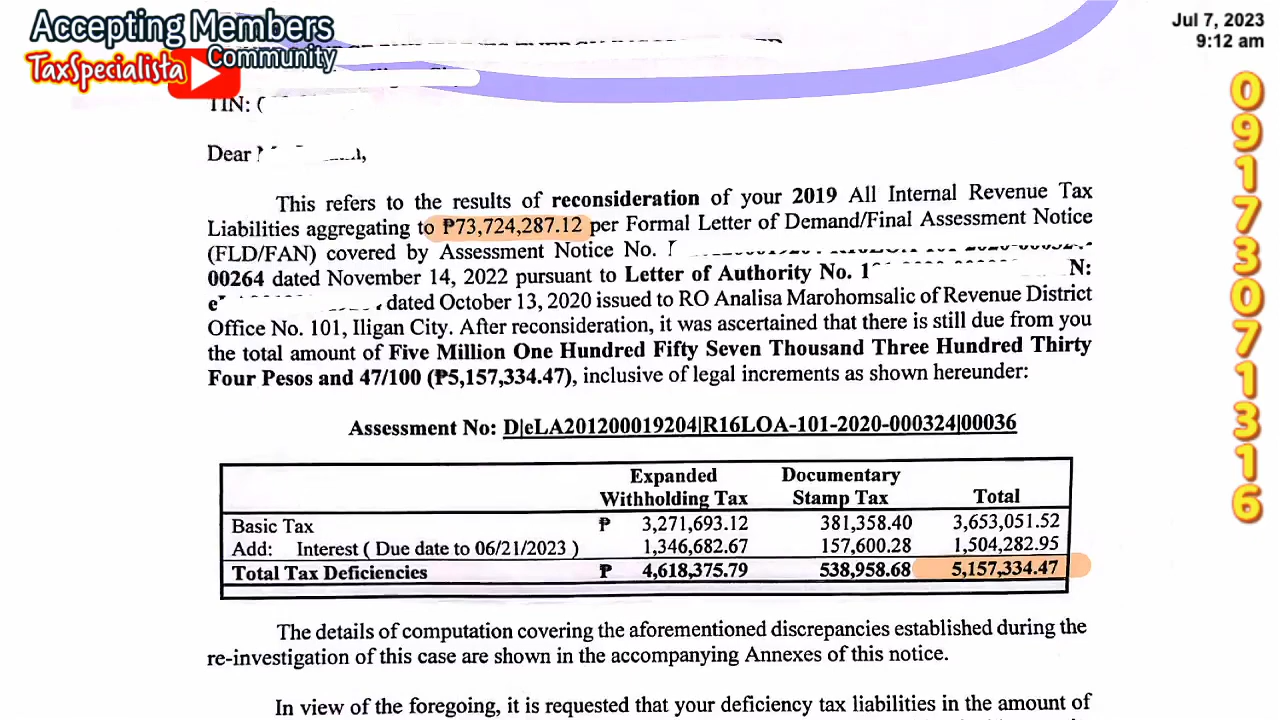 Accepting Members
Community
TaxSpecialista
Jul 7, 2023
9:12 am
09173071316
TIN: (
Dear
This refers to the results of reconsideration of your 2019 All Internal Revenue Tax
Liabilities aggregating to ₱73,724,287.12 per Formal Letter of Demand/Final Assessment Notice
(FLD/FAN) covered by Assessment Notice No.
00264 dated November 14, 2022 pursuant to Letter of Authority No. 1 N:
dated October 13, 2020 issued to RO Analisa Marohomsalic of Revenue District
Office No. 101, Iligan City. After reconsideration, it was ascertained that there is still due from you
the total amount of Five Million One Hundred Fifty Seven Thousand Three Hundred Thirty
Four Pesos and 47/100 (₱5,157,334.47), inclusive of legal increments as shown hereunder:
Assessment No: D|eLA201200019204|R16LOA-101-2020-000324|00036
Expanded Documentary
Withholding Tax Stamp Tax Total
Basic Tax ₱ 3,271,693.12 381,358.40 3,653,051.52
Add: Interest ( Due date to 06/21/2023 ) 1,346,682.67 157,600.28 1,504,282.95
Total Tax Deficiencies ₱ 4,618,375.79 538,958.68 5,157,334.47
The details of computation covering the aforementioned discrepancies established during the
re-investigation of this case are shown in the accompanying Annexes of this notice.
In view of the foregoing, it is requested that your deficiency tax liabilities in the amount of